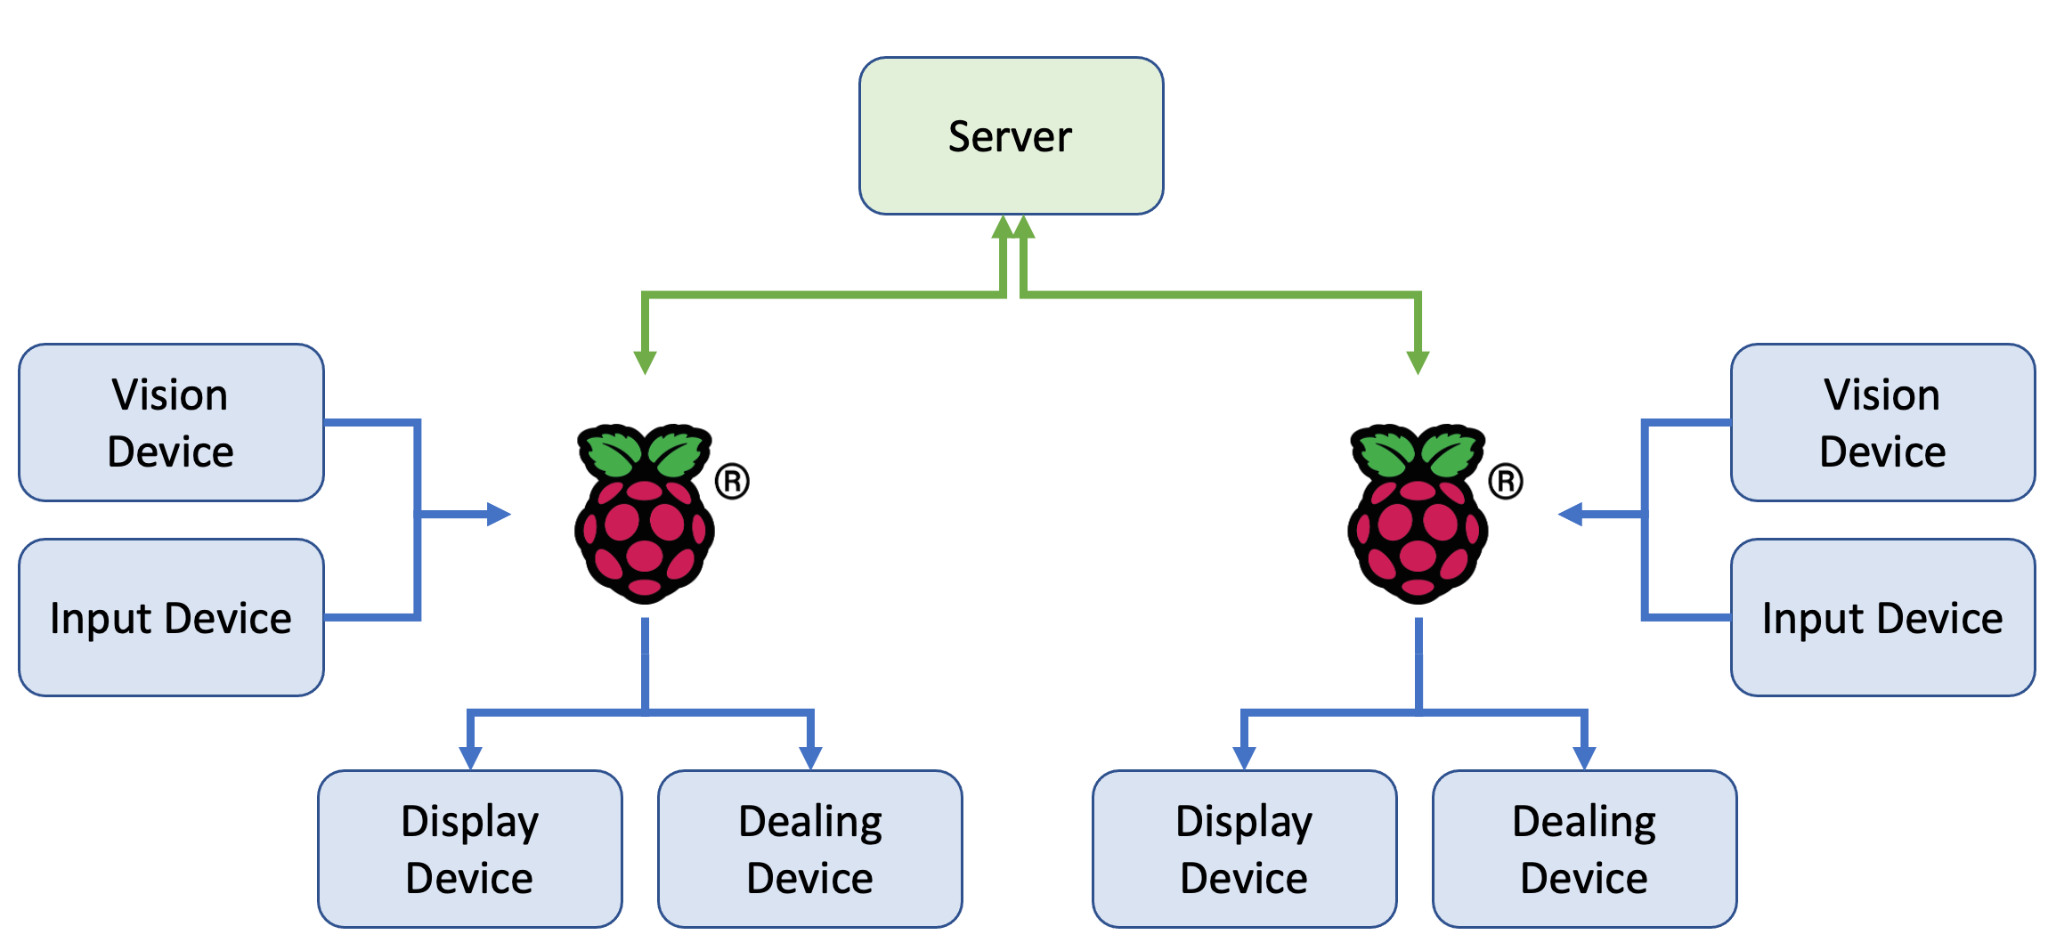 Server
Vision
Device
Input Device
®
®
Vision
Device
Input Device
Display
Device
Dealing
Device
Display
Device
Dealing
Device